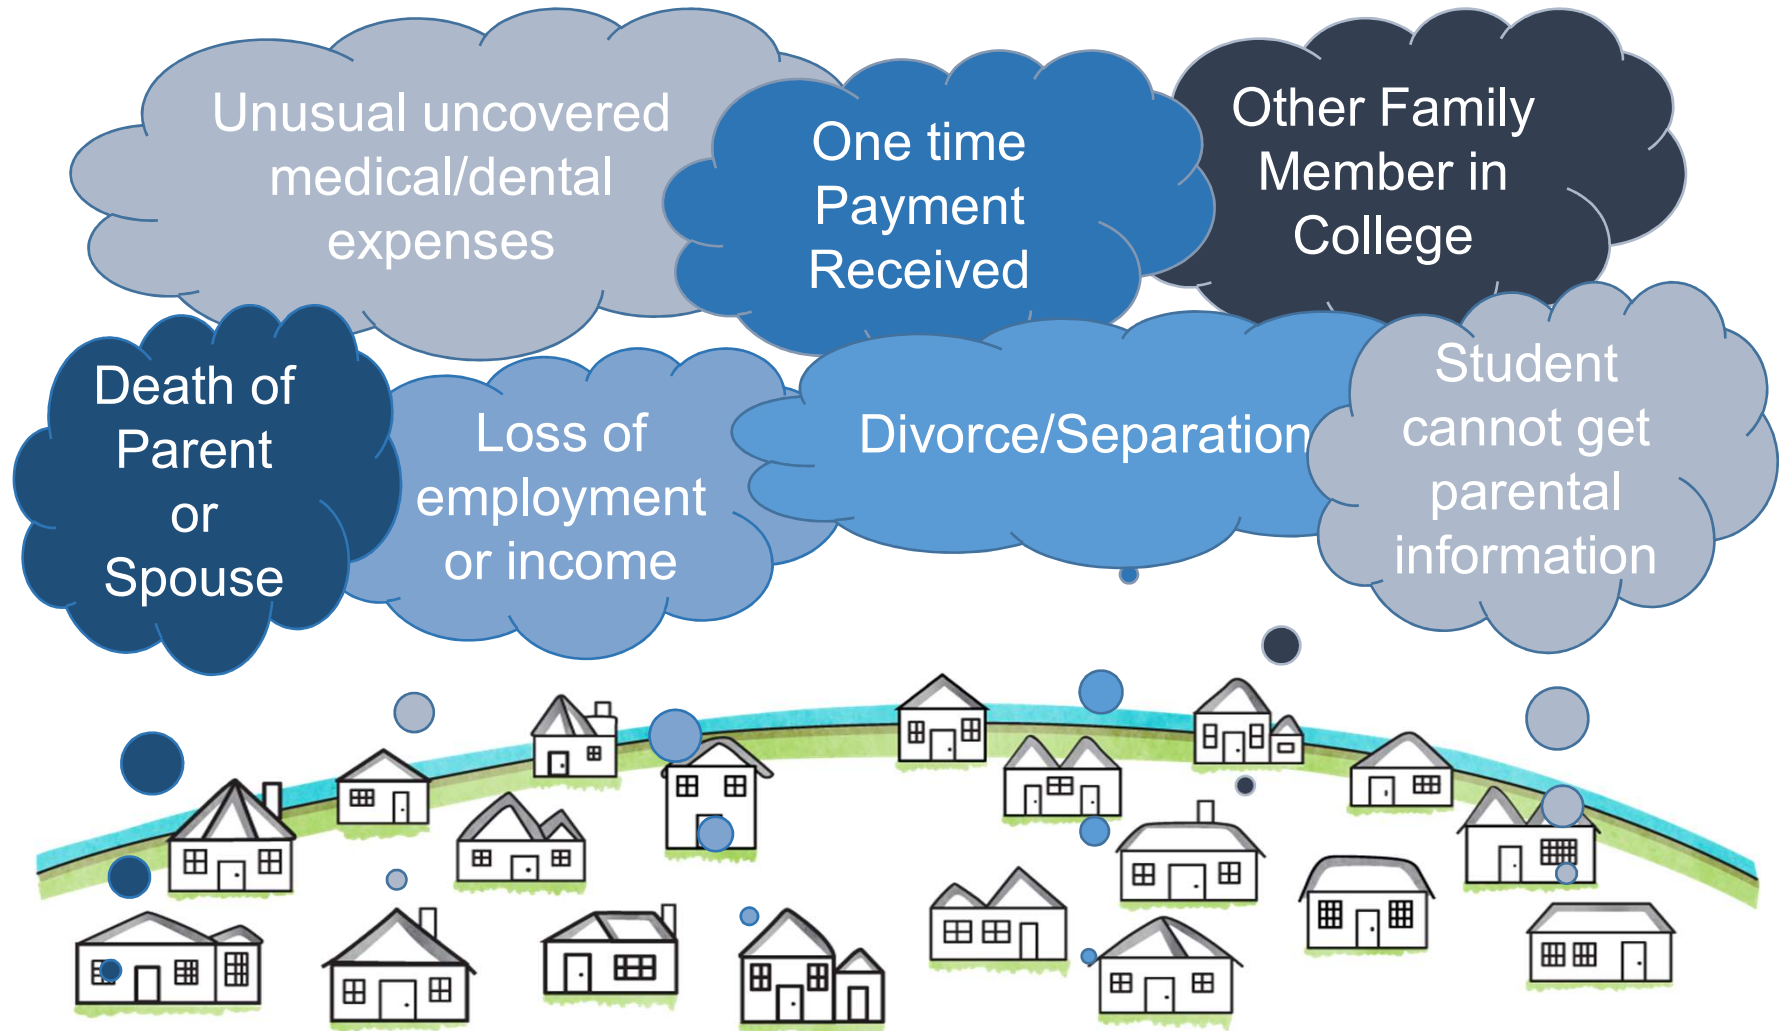 Unusual uncovered
medical/dental
expenses
One time
Payment
Received
Other Family
Member in
College
Death of
Parent
or
Spouse
Loss of
employment
or income
Divorce/Separation
Student
cannot get
parental
information